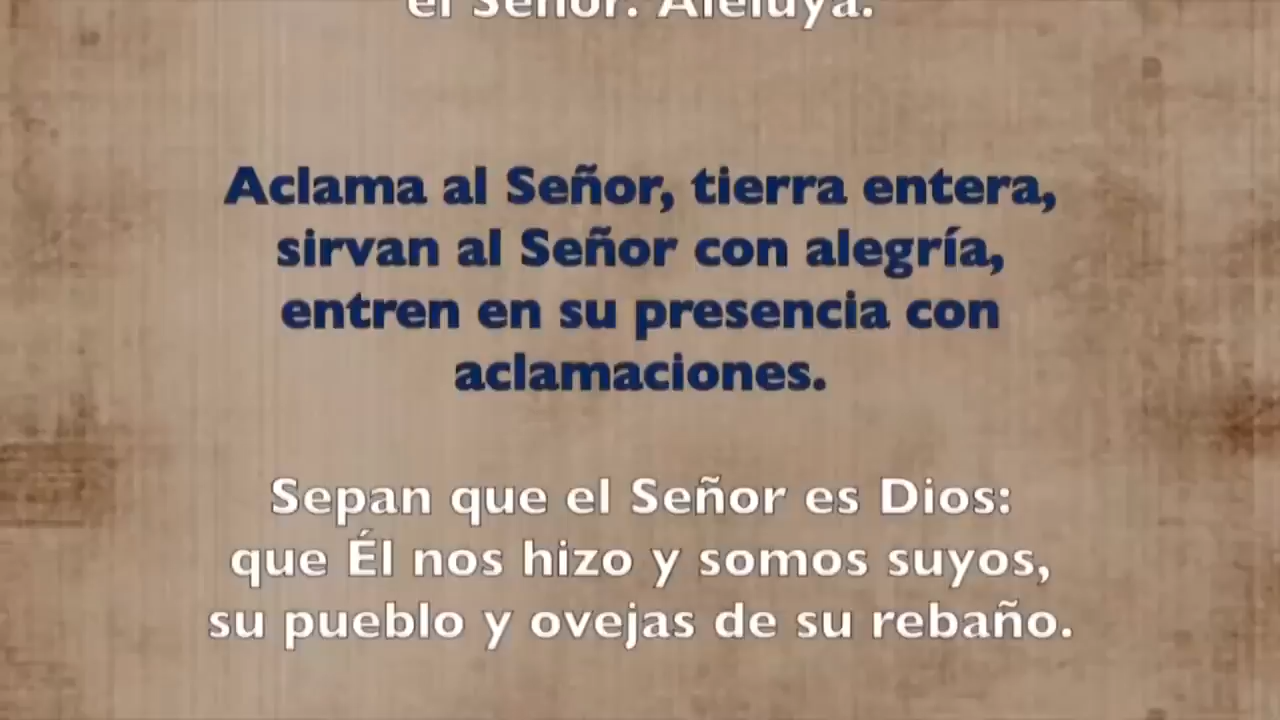 el Señor. Aleluya.
Aclama al Señor, tierra entera,
sirvan al Señor con alegría,
entren en su presencia con
aclamaciones.
Sepan que el Señor es Dios:
que Él nos hizo y somos suyos,
su pueblo y ovejas de su rebaño.